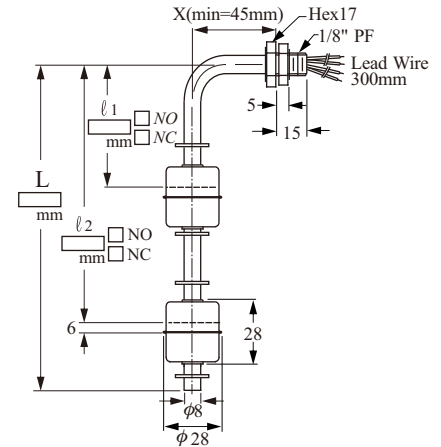 X(min=45mm)
Hex17
1/8" PF
Lead Wire
300mm
5
15
ℓ1
mm
NO
NC
L
mm
ℓ2
mm
NO
NC
6
28
ϕ8
ϕ28